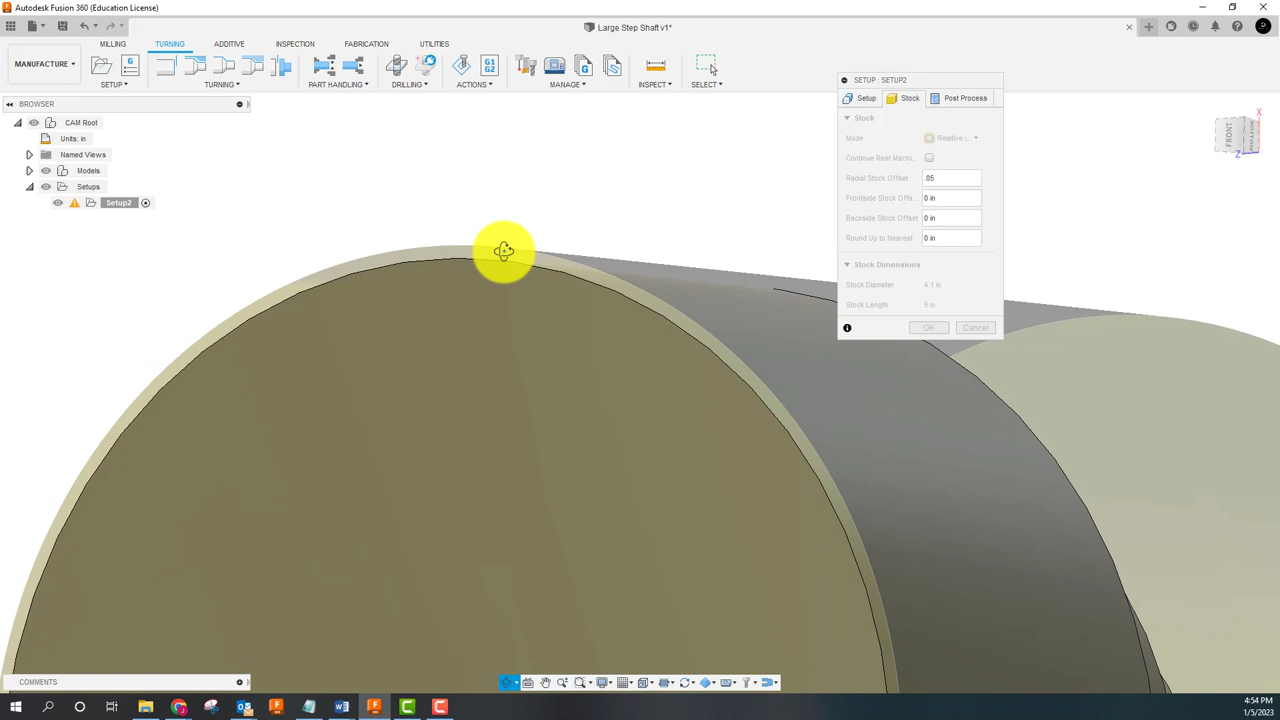 Autodesk Fusion 360 (Education License)
Large Step Shaft v1*
MILLING TURNING ADDITIVE INSPECTION FABRICATION UTILITIES
MANUFACTURE
G
G1
G2
G
SETUP TURNING PART HANDLING DRILLING ACTIONS MANAGE INSPECT SELECT
BROWSER
CAM Root
Units: in
Named Views
Models
Setups
Setup2
SETUP : SETUP2
Setup Stock Post Process
Stock
Mode Relative :...
Continue Rest Machi...
Radial Stock Offset .05
Frontside Stock Offs... 0 in
Backside Stock Offset 0 in
Round Up to Nearest 0 in
Stock Dimensions
Stock Diameter 4.1 in
Stock Length 5 in
OK Cancel
X
FRONT BOTTOM
Z
COMMENTS
4:54 PM
1/5/2023